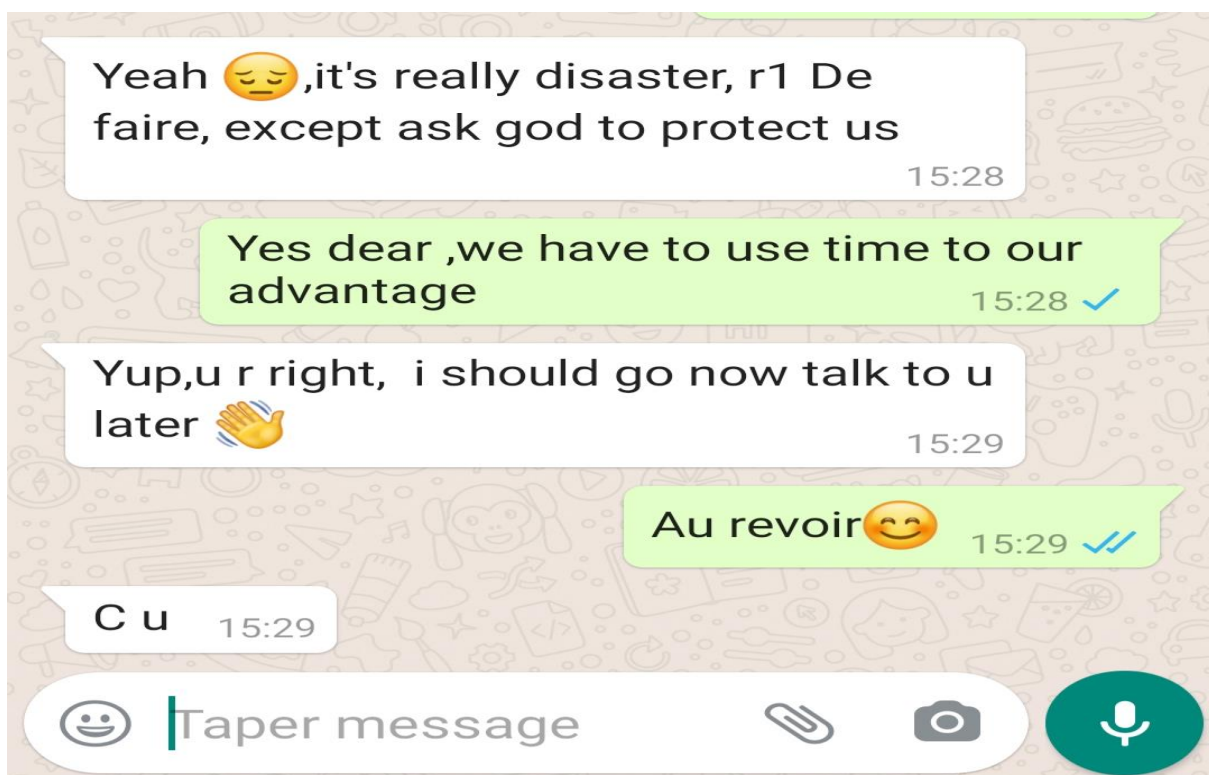 Yeah 😔,it's really disaster, r1 De
faire, except ask god to protect us
15:28
Yes dear ,we have to use time to our
advantage
15:28
Yup,u r right, i should go now talk to u
later 👋
15:29
Au revoir😊 15:29
C u 15:29
Taper message